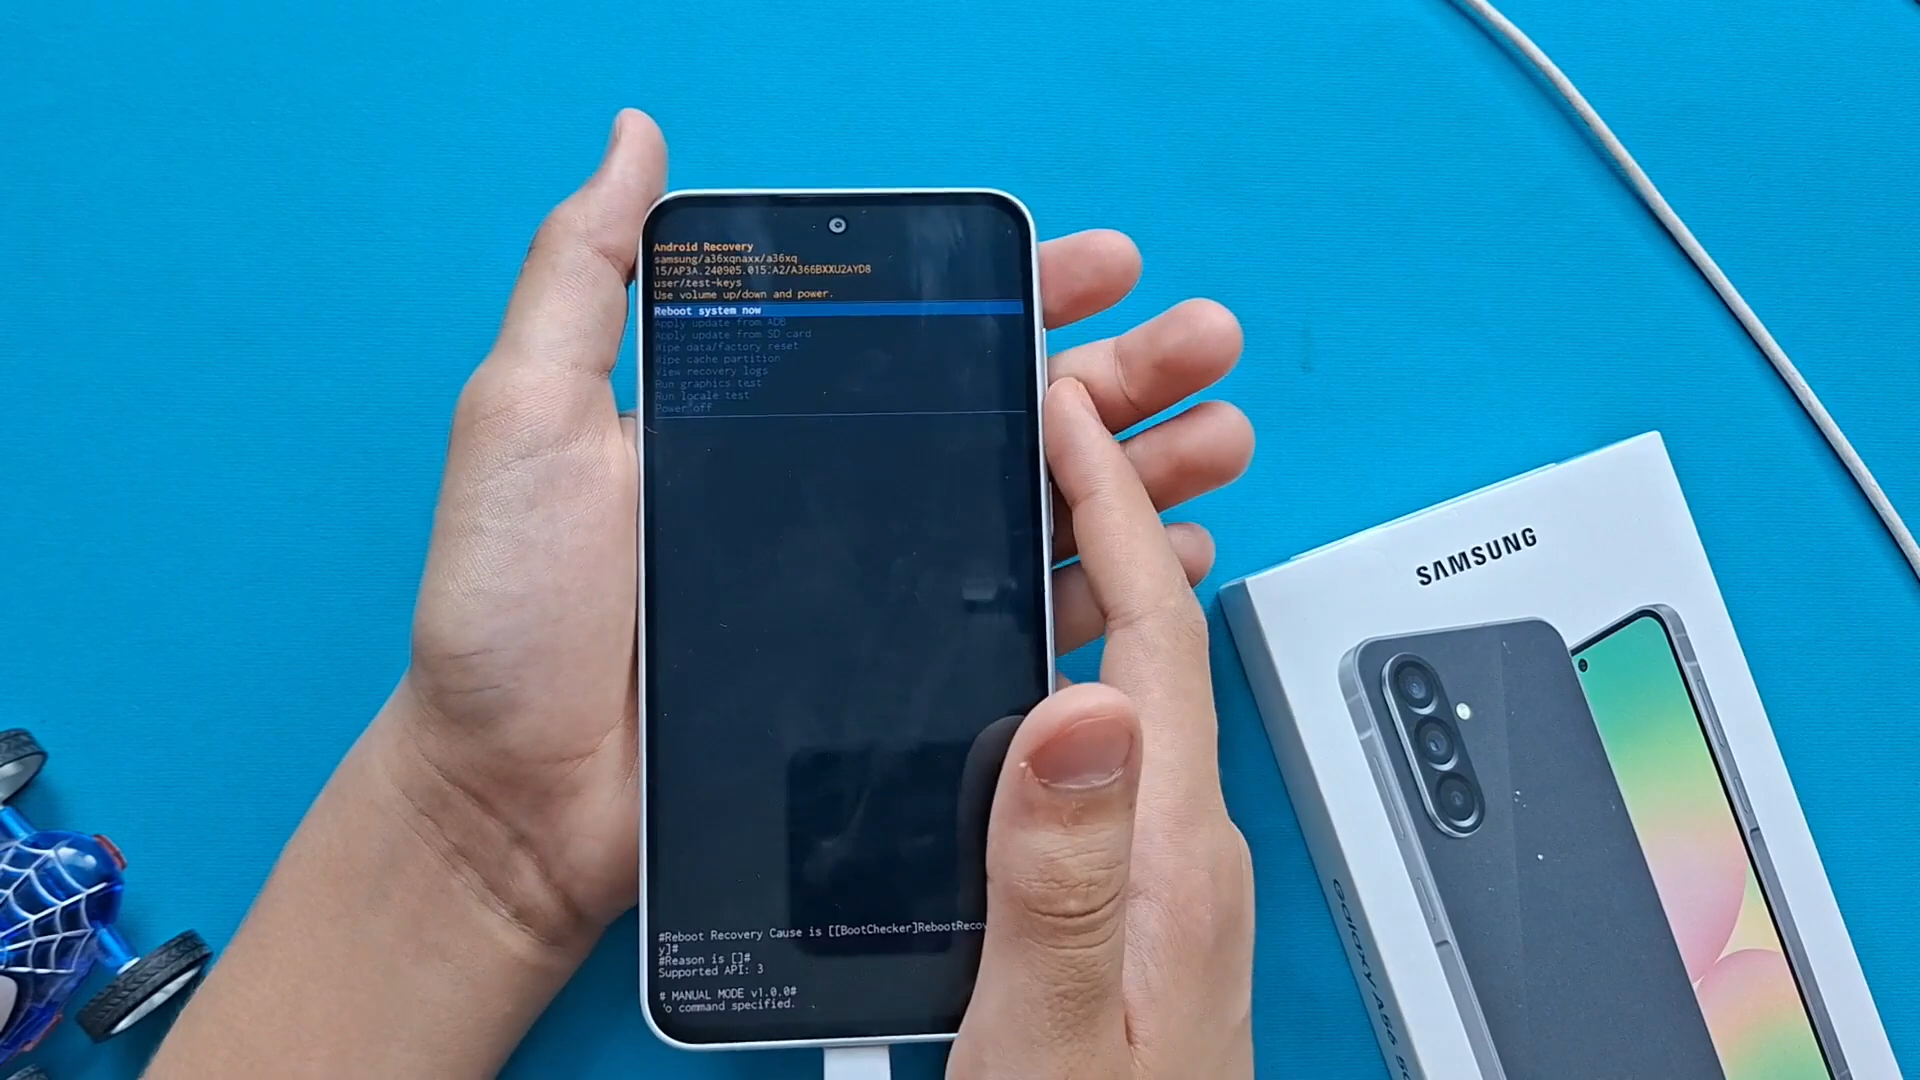 Android Recovery
samsung/a36xqnaxx/a36xq
15/AP3A.240905.015.A2/A366BXXU2AYD8
user/test-keys
Use volume up/down and power.
Reboot system now
Apply update from ADB
Apply update from SD card
Wipe data/factory reset
Wipe cache partition
View recovery logs
Run graphics test
Run locale test
Power off
#Reboot Recovery Cause is [[BootChecker]RebootRecov
y]#
#Reason is []#
Supported API: 3
# MANUAL MODE v1.0.0#
o command specified.
SAMSUNG
Galaxy